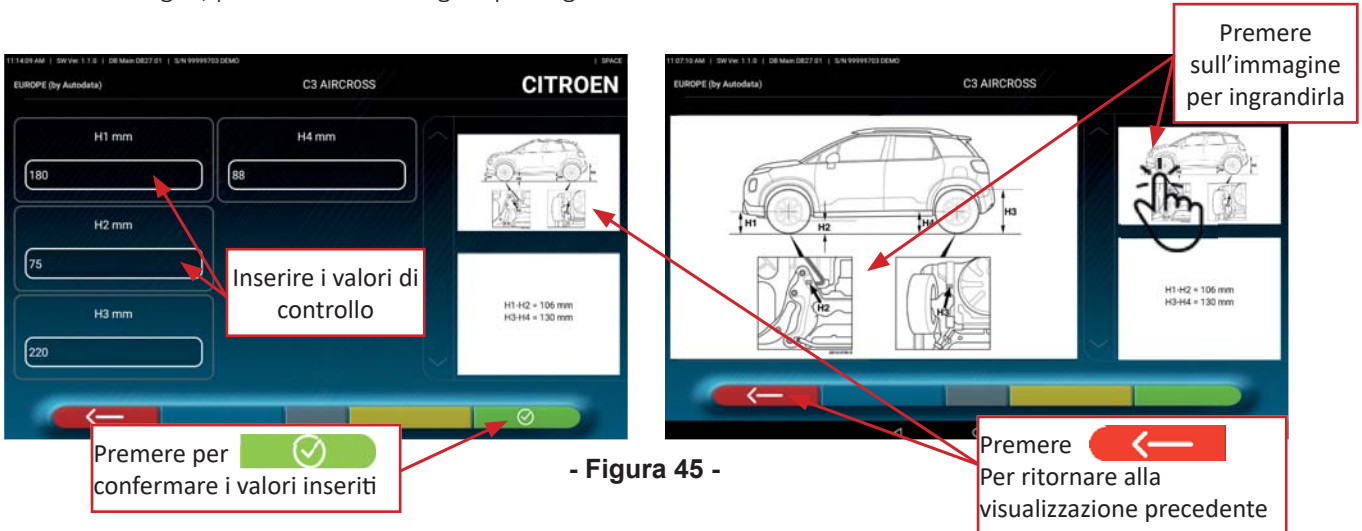 Premere
sull'immagine
per ingrandirla
11:14:09 AM | SW Ver: 1.1.0 | DB Main DB27.01 | S/N 99999703 DEMO | SPACE
EUROPE (by Autodata) C3 AIRCROSS CITROEN
H1 mm H4 mm
180 88
H2 mm
75
H3 mm
220
H1-H2 = 106 mm
H3-H4 = 130 mm
Inserire i valori di
controllo
Premere per
confermare i valori inseriti
11:07:10 AM | SW Ver: 1.1.0 | DB Main DB27.01 | S/N 99999703 DEMO
EUROPE (by Autodata) C3 AIRCROSS
H1 H2 H4 H3
H2 H3
H1-H2 = 106 mm
H3-H4 = 130 mm
Premere
Per ritornare alla
visualizzazione precedente
- Figura 45 -